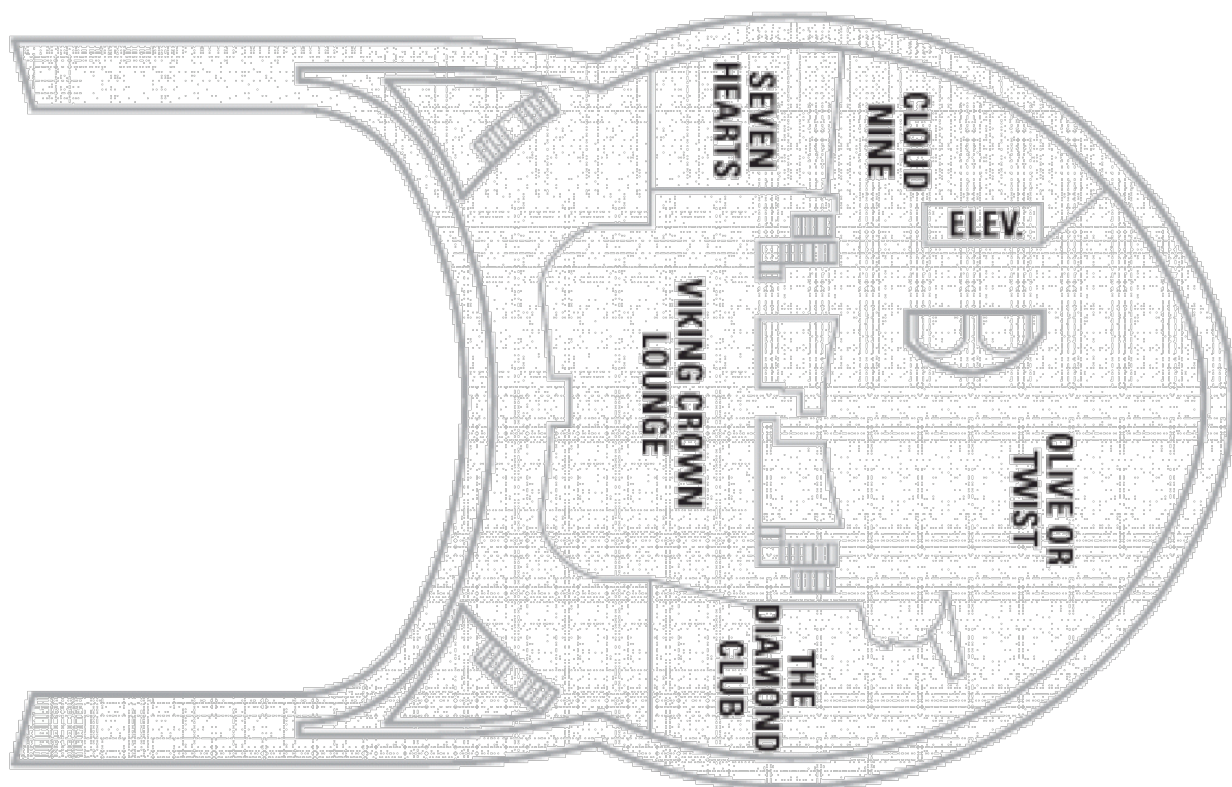 SEVEN
HEARTS
CLOUD
NINE
ELEV.
VIKING CROWN
LOUNGE
OLIVE OR
TWIST
THE
DIAMOND
CLUB